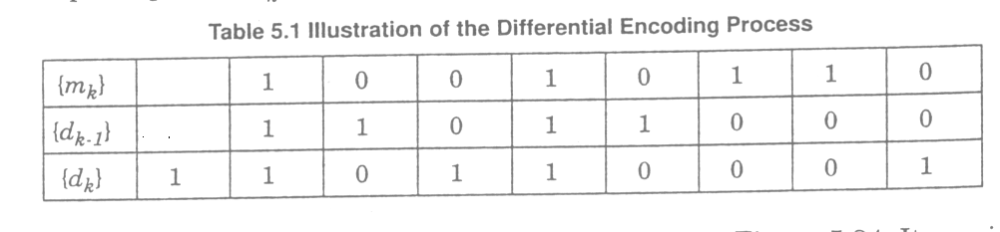 Table 5.1 Illustration of the Differential Encoding Process
{m_k} 1 0 0 1 0 1 1 0
{d_{k-1}} 1 1 0 1 1 0 0 0
{d_k} 1 1 0 1 1 0 0 0 1